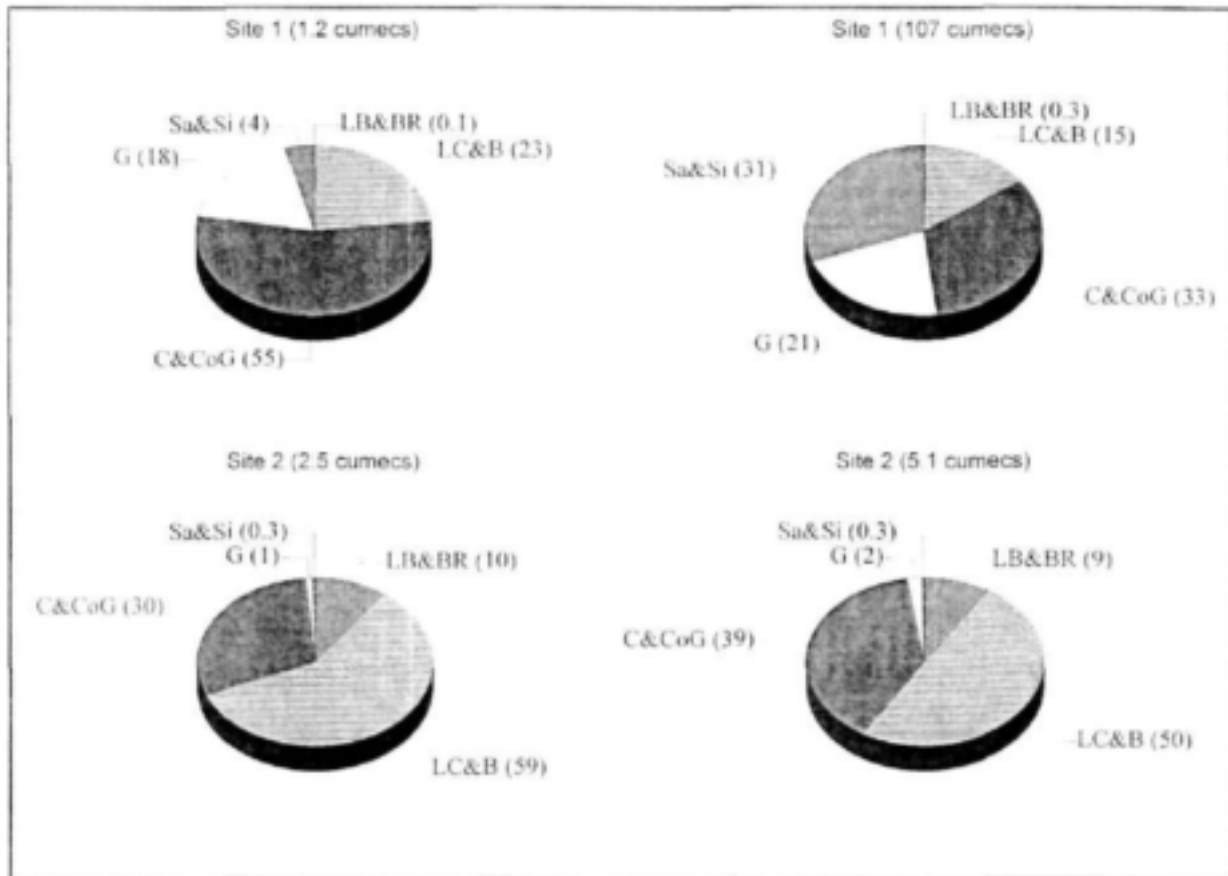 Site 1 (1.2 cumecs)
Sa&Si (4)
LB&BR (0.1)
G (18)
LC&B (23)
C&CoG (55)
Site 1 (107 cumecs)
LB&BR (0.3)
LC&B (15)
Sa&Si (31)
C&CoG (33)
G (21)
Site 2 (2.5 cumecs)
Sa&Si (0.3)
G (1)
LB&BR (10)
C&CoG (30)
LC&B (59)
Site 2 (5.1 cumecs)
Sa&Si (0.3)
G (2)
LB&BR (9)
C&CoG (39)
LC&B (50)